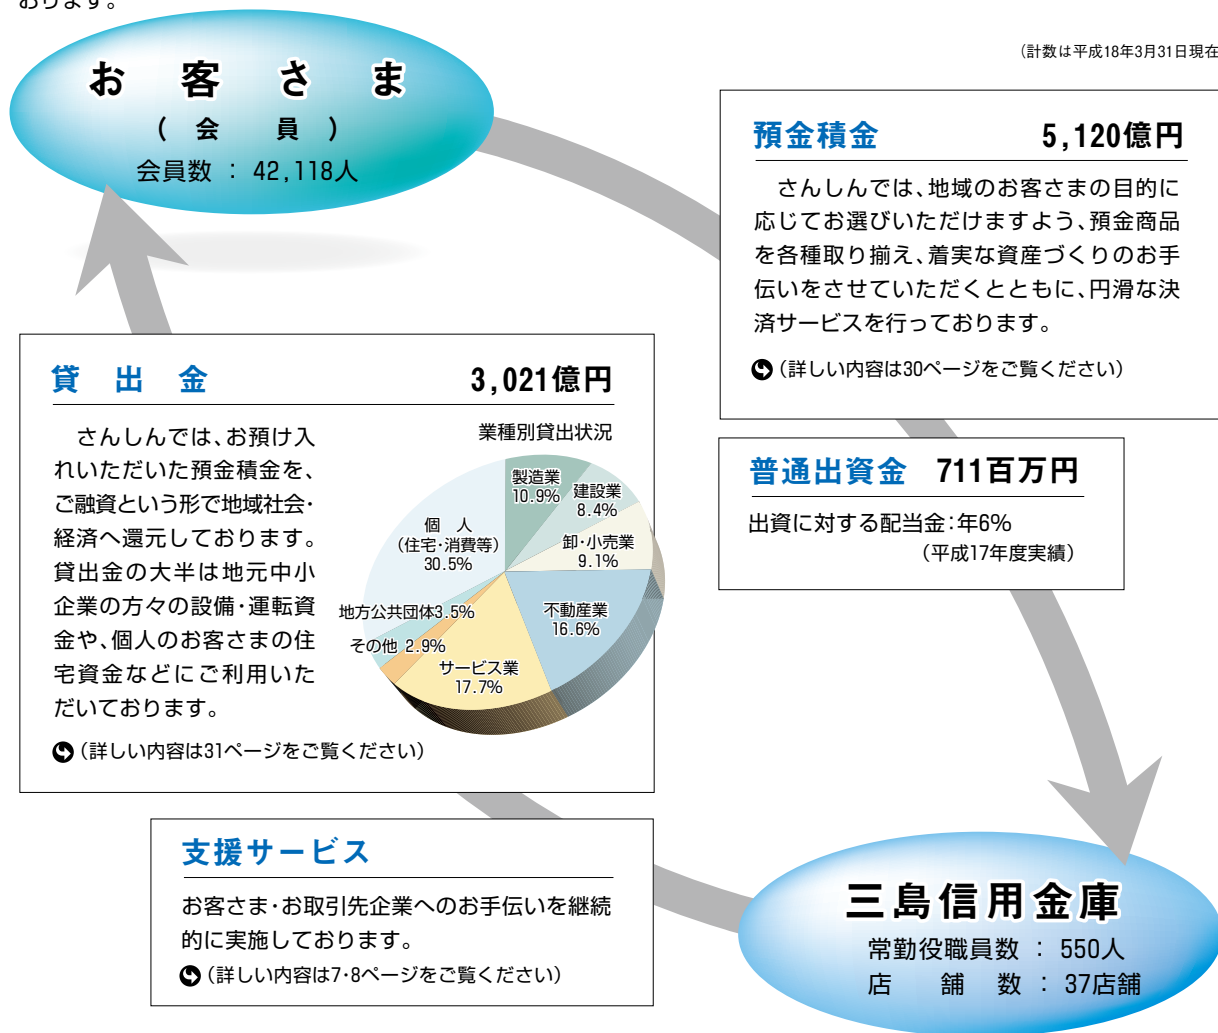 おります。
(計数は平成18年3月31日現在
お客さま
(会員)
会員数：42,118人
預金積金 5,120億円
さんしんでは、地域のお客さまの目的に
応じてお選びいただけますよう、預金商品
を各種取り揃え、着実な資産づくりのお手
伝いをさせていただくとともに、円滑な決
済サービスを行っております。
(詳しい内容は30ページをご覧ください)
貸出金 3,021億円
さんしんでは、お預け入
れいただいた預金積金を、
ご融資という形で地域社会・
経済へ還元しております。
貸出金の大半は地元中小
企業の方々の設備・運転資
金や、個人のお客さまの住
宅資金などにご利用いた
だいております。
(詳しい内容は31ページをご覧ください)
業種別貸出状況
製造業
10.9%
建設業
8.4%
卸・小売業
9.1%
不動産業
16.6%
サービス業
17.7%
その他 2.9%
地方公共団体3.5%
個人
(住宅・消費等)
30.5%
普通出資金 711百万円
出資に対する配当金：年6%
(平成17年度実績)
支援サービス
お客さま・お取引先企業へのお手伝いを継続
的に実施しております。
(詳しい内容は7・8ページをご覧ください)
三島信用金庫
常勤役職員数：550人
店舗数：37店舗